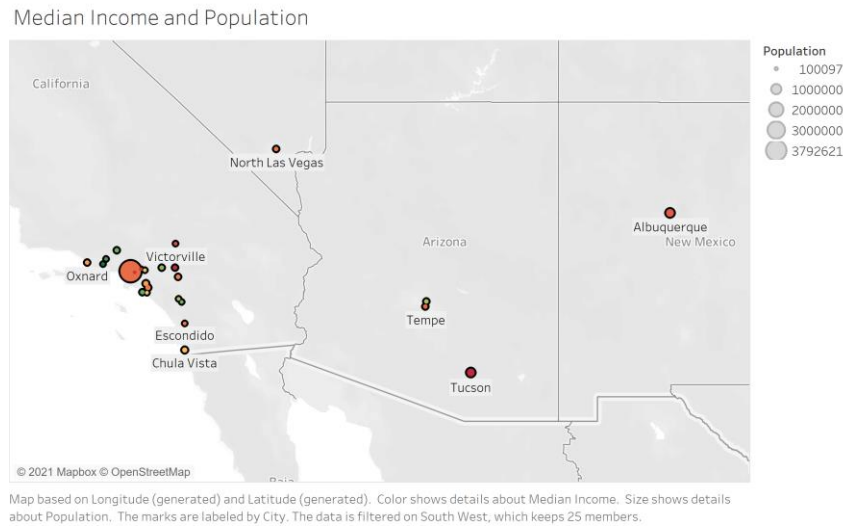 Median Income and Population
Population
100097
1000000
2000000
3000000
3792621
California
North Las Vegas
Albuquerque
New Mexico
Arizona
Victorville
Oxnard
Tempe
Escondido
Chula Vista
Tucson
© 2021 Mapbox © OpenStreetMap
Map based on Longitude (generated) and Latitude (generated). Color shows details about Median Income. Size shows details
about Population. The marks are labeled by City. The data is filtered on South West, which keeps 25 members.